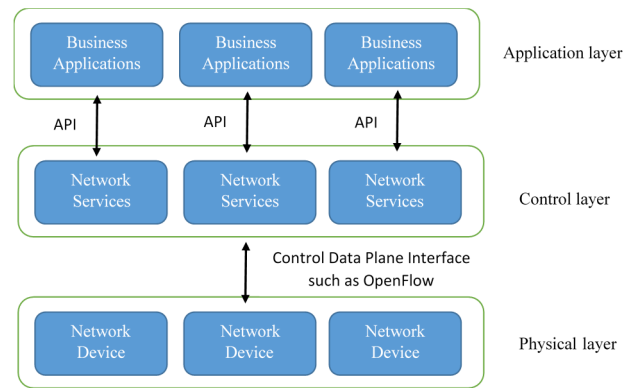 Business
Applications
Business
Applications
Business
Applications
Application layer
API
API
API
Network
Services
Network
Services
Network
Services
Control layer
Control Data Plane Interface
such as OpenFlow
Network
Device
Network
Device
Network
Device
Physical layer